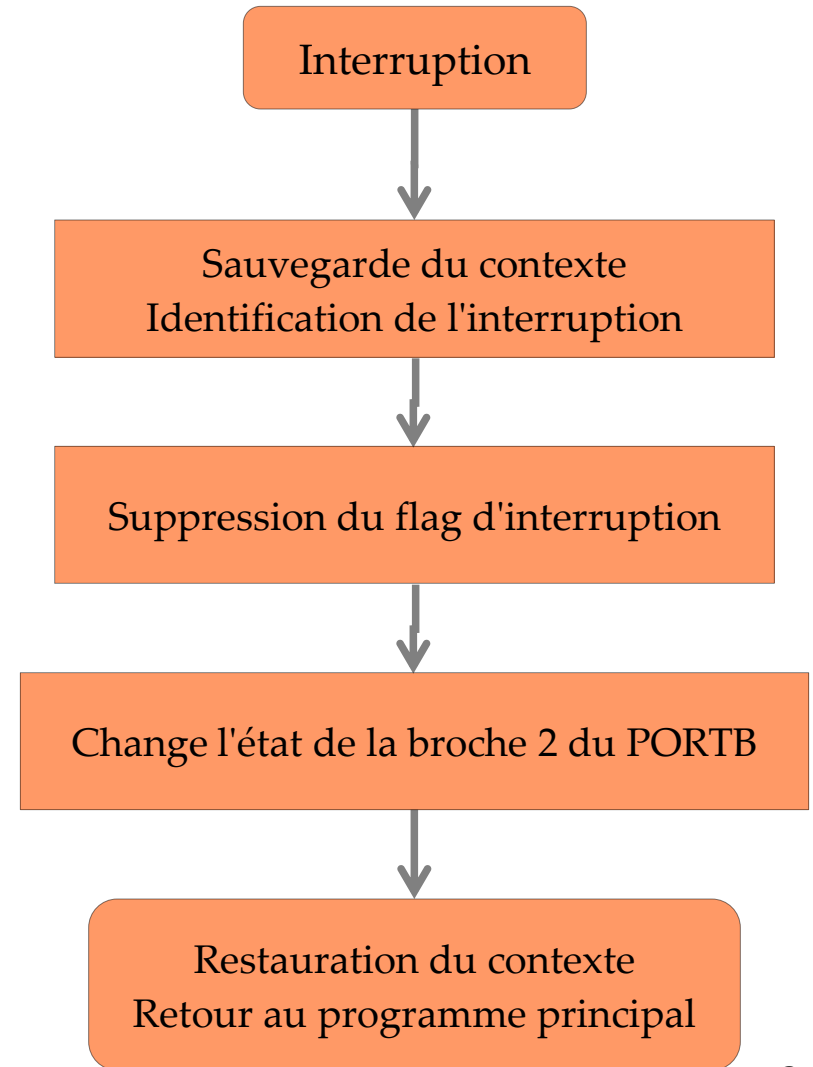 Interruption
Sauvegarde du contexte
Identification de l'interruption
Suppression du flag d'interruption
Change l'état de la broche 2 du PORTB
Restauration du contexte
Retour au programme principal